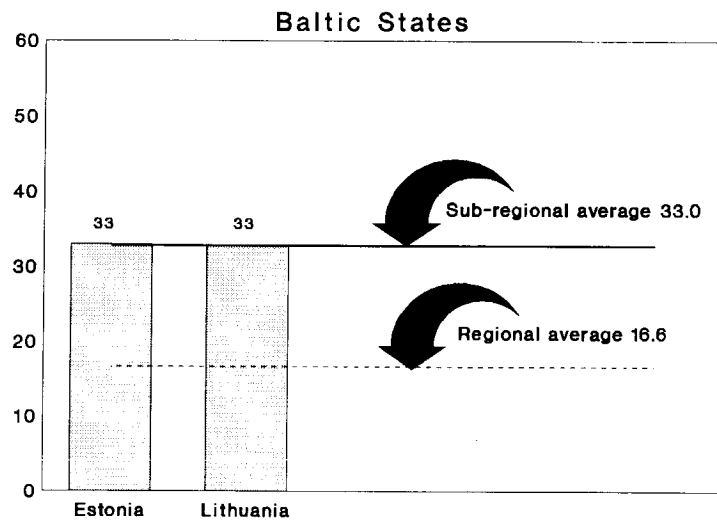 Baltic States
60
50
40
30
20
10
0
33
33
Sub-regional average 33.0
Regional average 16.6
Estonia
Lithuania